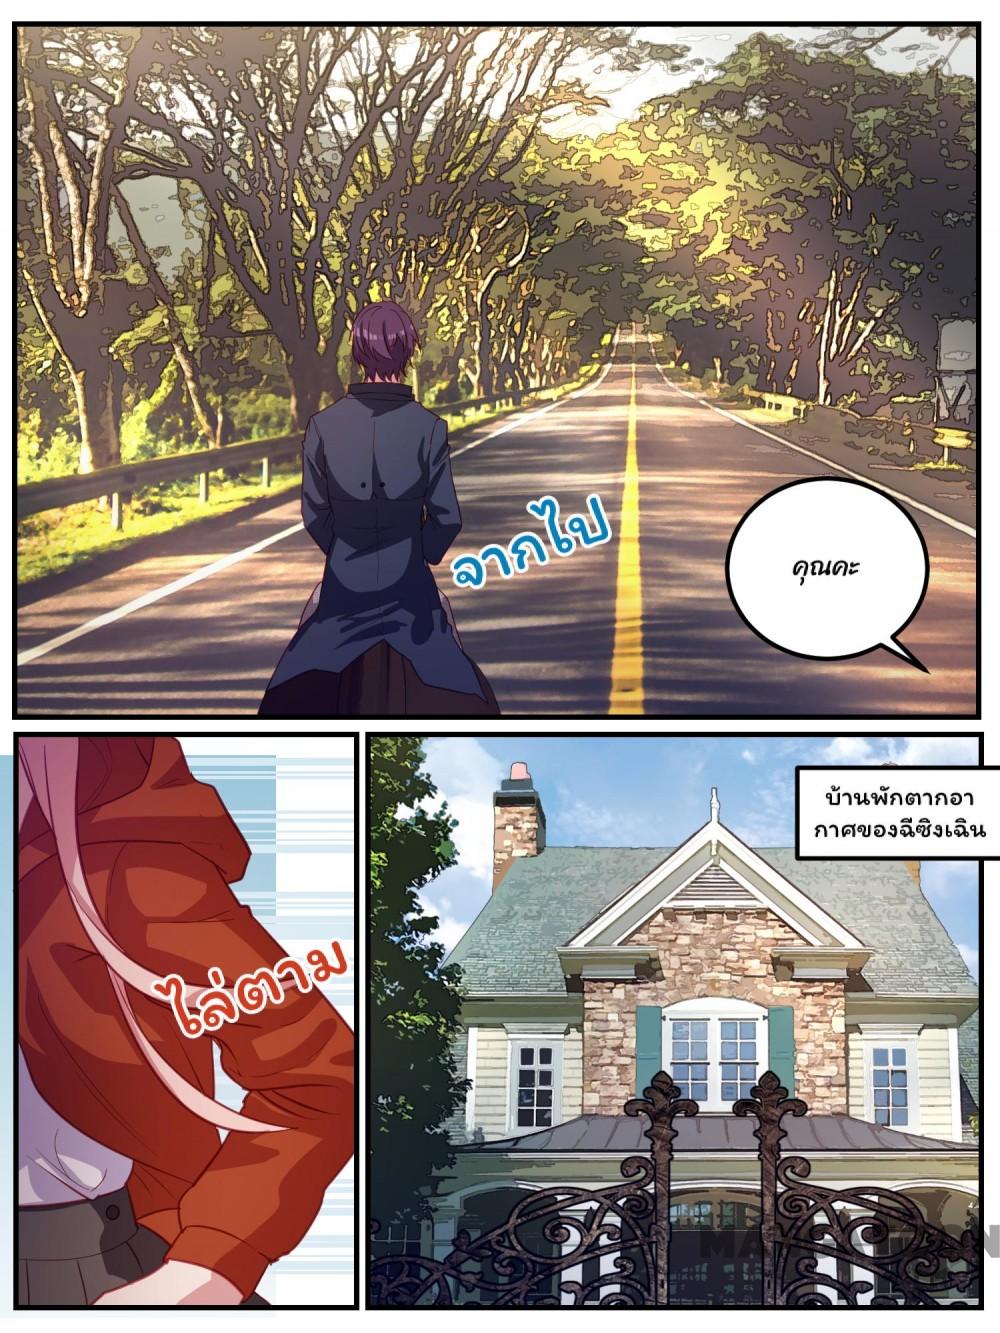 จากไป
คุณคะ
ไล่ตาม
บ้านพักตากอา
กาศของฉีซิงเฉิน